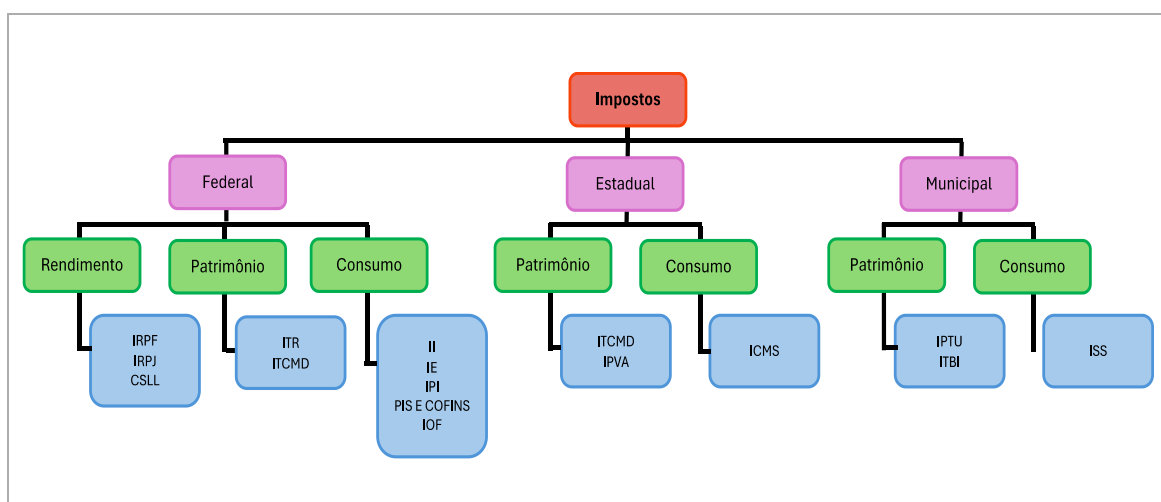 Impostos
Federal
Estadual
Municipal
Rendimento
Patrimônio
Consumo
Patrimônio
Consumo
Patrimônio
Consumo
IRPF
IRPJ
CSLL
ITR
ITCMD
II
IE
IPI
PIS E COFINS
IOF
ITCMD
IPVA
ICMS
IPTU
ITBI
ISS